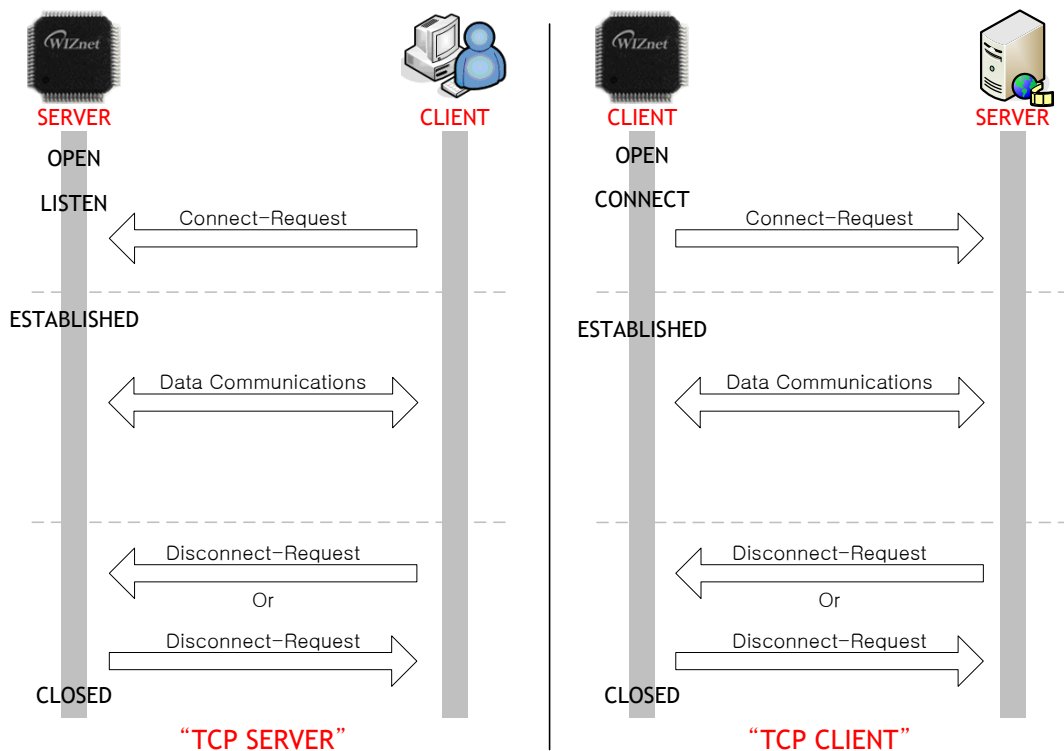 WIZnet
SERVER
CLIENT
OPEN
LISTEN
Connect-Request
ESTABLISHED
Data Communications
Disconnect-Request
Or
Disconnect-Request
CLOSED
“TCP SERVER”
WIZnet
CLIENT
SERVER
OPEN
CONNECT
Connect-Request
ESTABLISHED
Data Communications
Disconnect-Request
Or
Disconnect-Request
CLOSED
“TCP CLIENT”